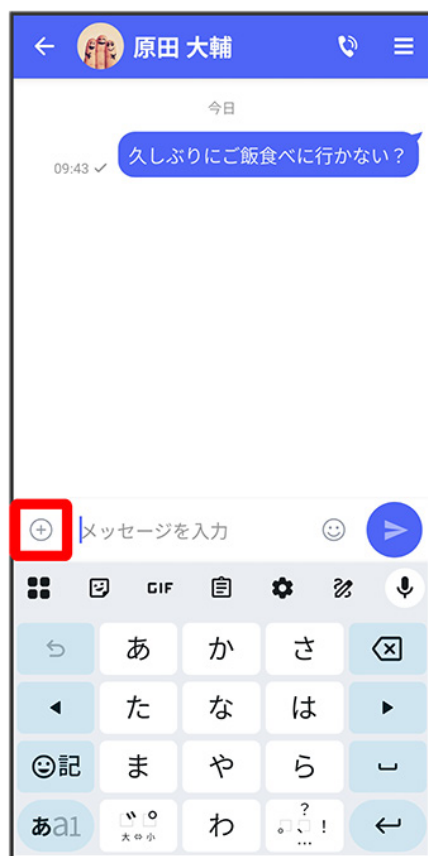 原田 大輔
今日
久しぶりにご飯食べに行かない？
09:43
メッセージを入力
GIF
あ か さ
た な は
記 ま や ら
あa1 ゛゜ 大⇔小 わ 。、?!…